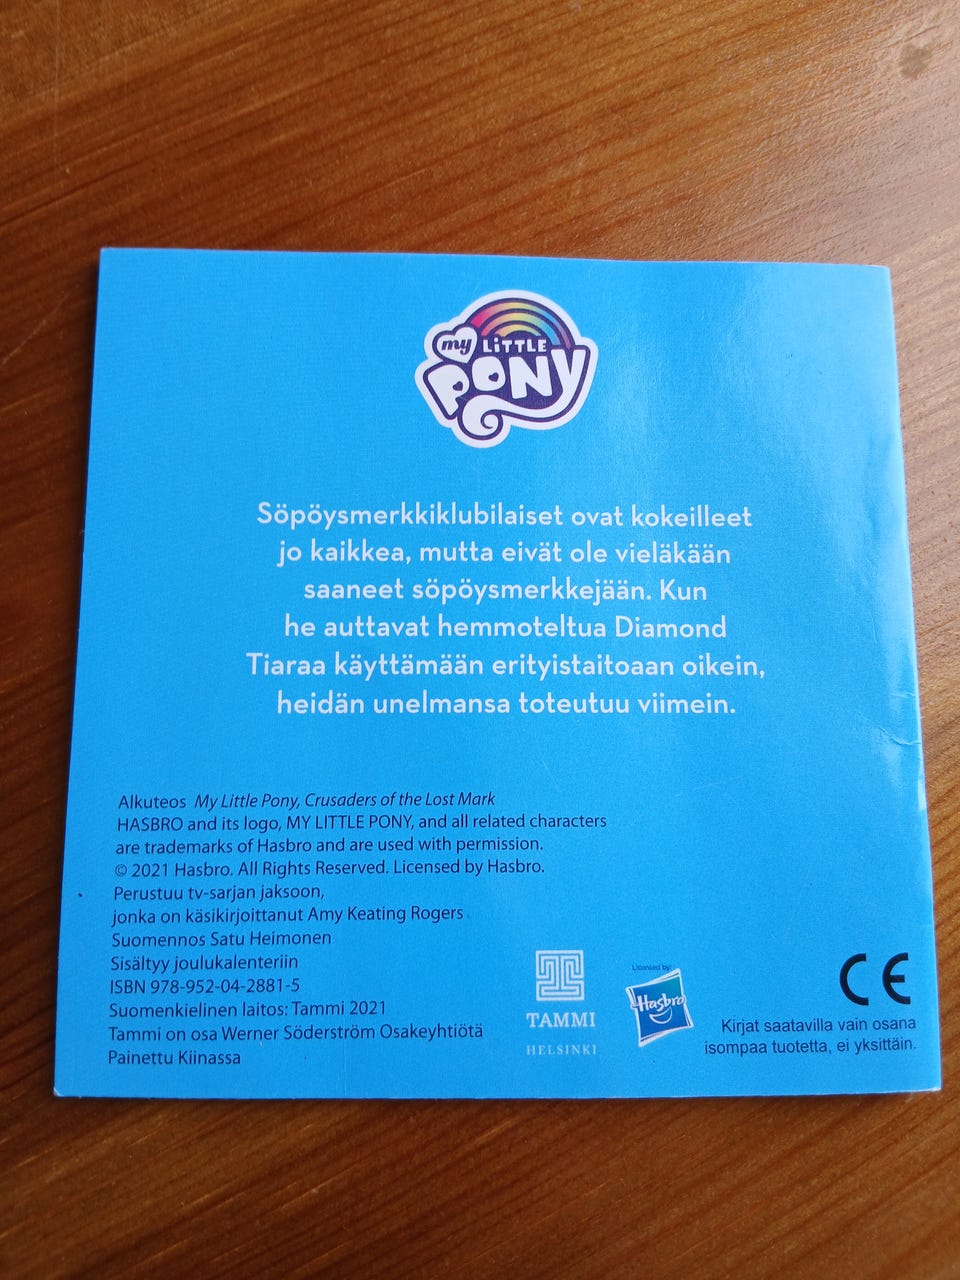 my LiTTLE
PONY
Söpöysmerkkiklubilaiset ovat kokeilleet
jo kaikkea, mutta eivät ole vieläkään
saaneet söpöysmerkkejään. Kun
he auttavat hemmoteltua Diamond
Tiaraa käyttämään erityistaitoaan oikein,
heidän unelmansa toteutuu viimein.
Alkuteos My Little Pony, Crusaders of the Lost Mark
HASBRO and its logo, MY LITTLE PONY, and all related characters
are trademarks of Hasbro and are used with permission.
© 2021 Hasbro. All Rights Reserved. Licensed by Hasbro.
Perustuu tv-sarjan jaksoon,
jonka on käsikirjoittanut Amy Keating Rogers
Suomennos Satu Heimonen
Sisältyy joulukalenteriin
ISBN 978-952-04-2881-5
Suomenkielinen laitos: Tammi 2021
Tammi on osa Werner Söderström Osakeyhtiötä
Painettu Kiinassa
TAMMI
HELSINKI
Licensed by:
Hasbro
CE
Kirjat saatavilla vain osana
isompaa tuotetta, ei yksittäin.